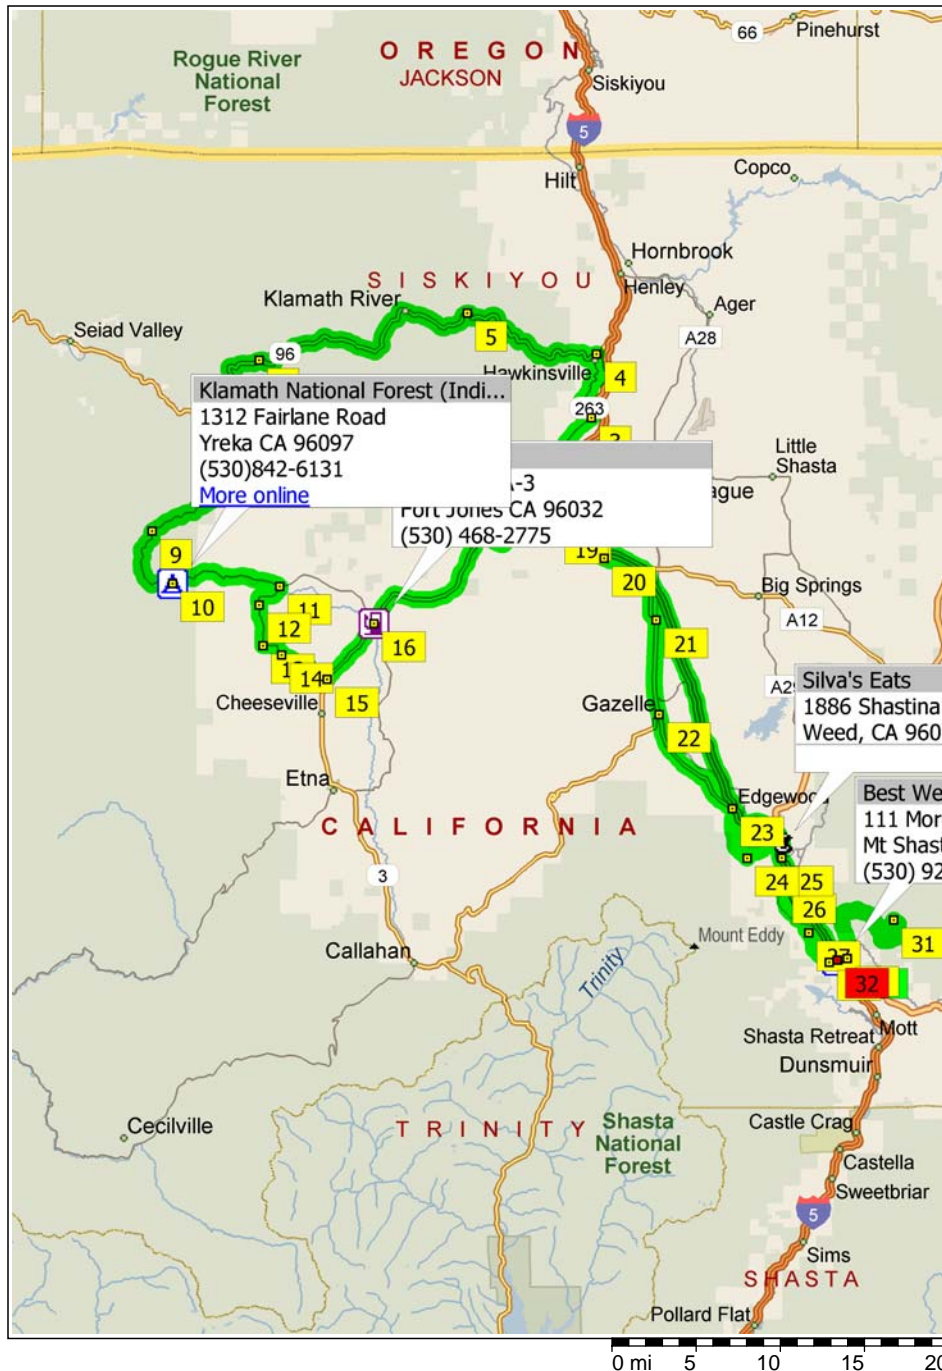 66
Pinehurst
OREGON
JACKSON
Rogue River
National
Forest
Siskiyou
5
Copco
Hilt
Hornbrook
SISKIYOU
Henley
Klamath River
Ager
Seiad Valley
5
A28
96
Hawkinsville
4
Klamath National Forest (Indi...
1312 Fairlane Road
Yreka CA 96097
(530)842-6131
More online
263
Little
Shasta
Fort Jones CA 96032
(530) 468-2775
9
19
10
20
Big Springs
11
A12
12
16
21
14
15
Cheeseville
Gazelle
22
Silva's Eats
1886 Shastina
Weed, CA 960
Etna
Edgewood
Best We
111 Mor
Mt Shast
(530) 92
CALIFORNIA
23
3
24
25
26
Mount Eddy
31
Callahan
27
Trinity
32
Mott
Shasta Retreat
Dunsmuir
Cecilville
TRINITY
Shasta
National
Forest
Castle Crag
Castella
Sweetbriar
5
Sims
SHASTA
Pollard Flat
0 mi 5 10 15 20